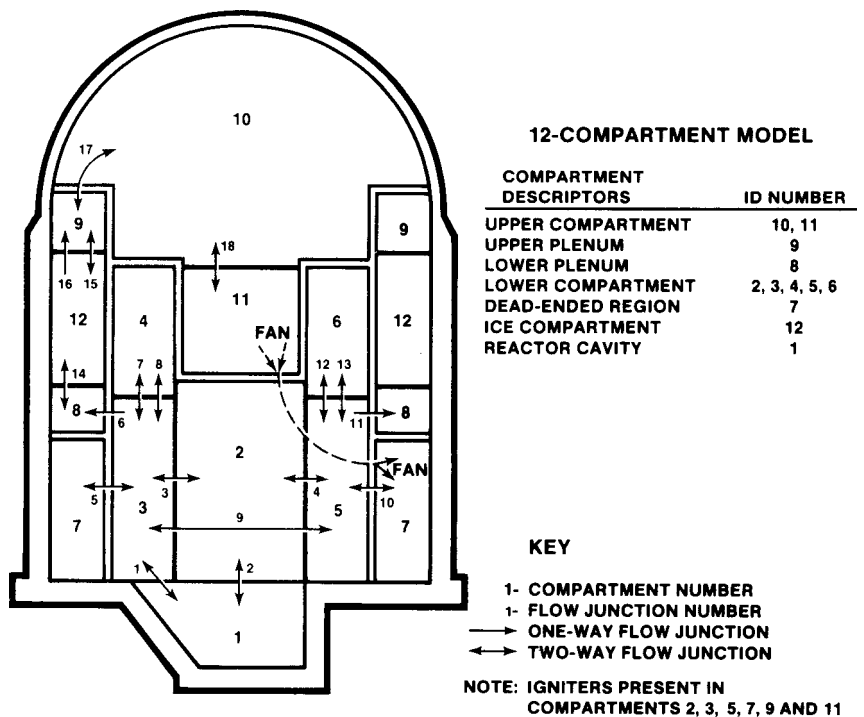 10
17
9
18
9
16
15
11
12
4
6
12
FAN
7
8
12
13
14
8
6
11
8
2
FAN
5
3
4
10
7
3
9
5
7
1
2
1
12-COMPARTMENT MODEL
COMPARTMENT
DESCRIPTORS ID NUMBER
UPPER COMPARTMENT 10, 11
UPPER PLENUM 9
LOWER PLENUM 8
LOWER COMPARTMENT 2, 3, 4, 5, 6
DEAD-ENDED REGION 7
ICE COMPARTMENT 12
REACTOR CAVITY 1
KEY
1- COMPARTMENT NUMBER
1- FLOW JUNCTION NUMBER
ONE-WAY FLOW JUNCTION
TWO-WAY FLOW JUNCTION
NOTE: IGNITERS PRESENT IN
COMPARTMENTS 2, 3, 5, 7, 9 AND 11